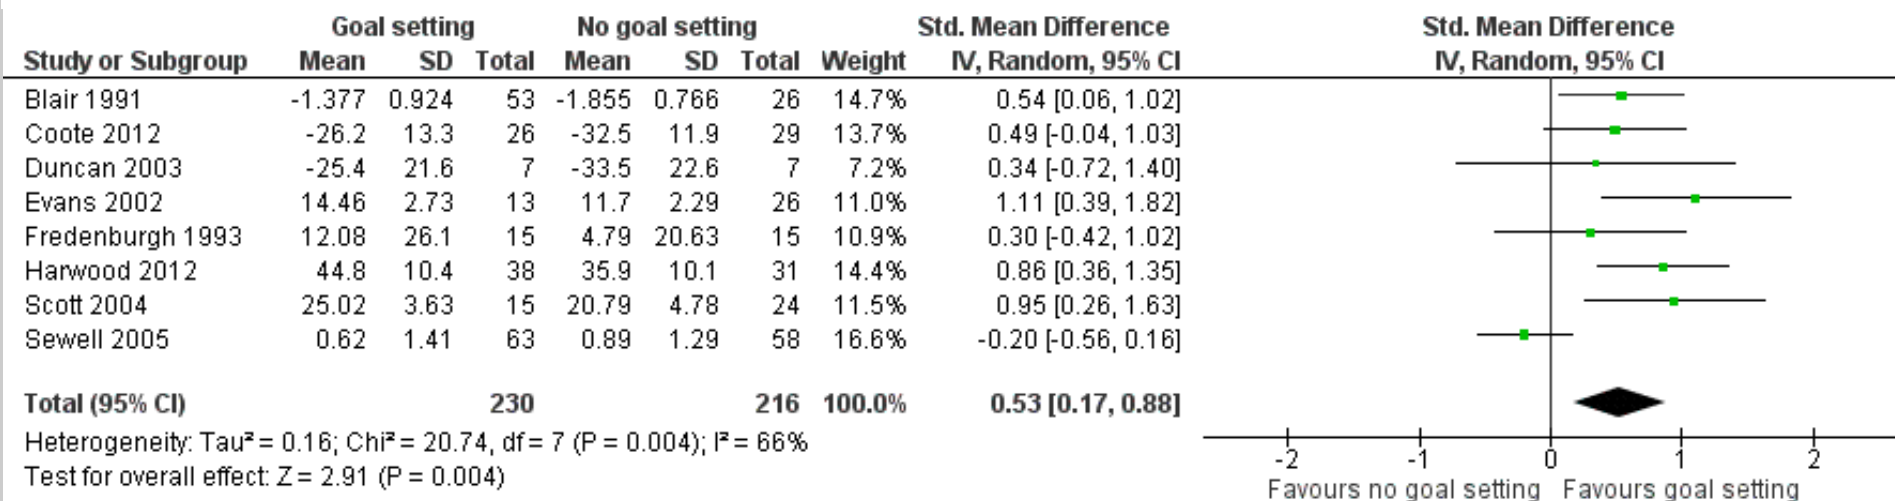 Goal setting No goal setting Std. Mean Difference Std. Mean Difference
Study or Subgroup Mean SD Total Mean SD Total Weight IV, Random, 95% CI IV, Random, 95% CI
Blair 1991 -1.377 0.924 53 -1.855 0.766 26 14.7% 0.54 [0.06, 1.02]
Coote 2012 -26.2 13.3 26 -32.5 11.9 29 13.7% 0.49 [-0.04, 1.03]
Duncan 2003 -25.4 21.6 7 -33.5 22.6 7 7.2% 0.34 [-0.72, 1.40]
Evans 2002 14.46 2.73 13 11.7 2.29 26 11.0% 1.11 [0.39, 1.82]
Fredenburgh 1993 12.08 26.1 15 4.79 20.63 15 10.9% 0.30 [-0.42, 1.02]
Harwood 2012 44.8 10.4 38 35.9 10.1 31 14.4% 0.86 [0.36, 1.35]
Scott 2004 25.02 3.63 15 20.79 4.78 24 11.5% 0.95 [0.26, 1.63]
Sewell 2005 0.62 1.41 63 0.89 1.29 58 16.6% -0.20 [-0.56, 0.16]
Total (95% CI) 230 216 100.0% 0.53 [0.17, 0.88]
Heterogeneity: Tau² = 0.16; Chi² = 20.74, df = 7 (P = 0.004); I² = 66%
Test for overall effect: Z = 2.91 (P = 0.004)
-2 -1 0 1 2
Favours no goal setting Favours goal setting